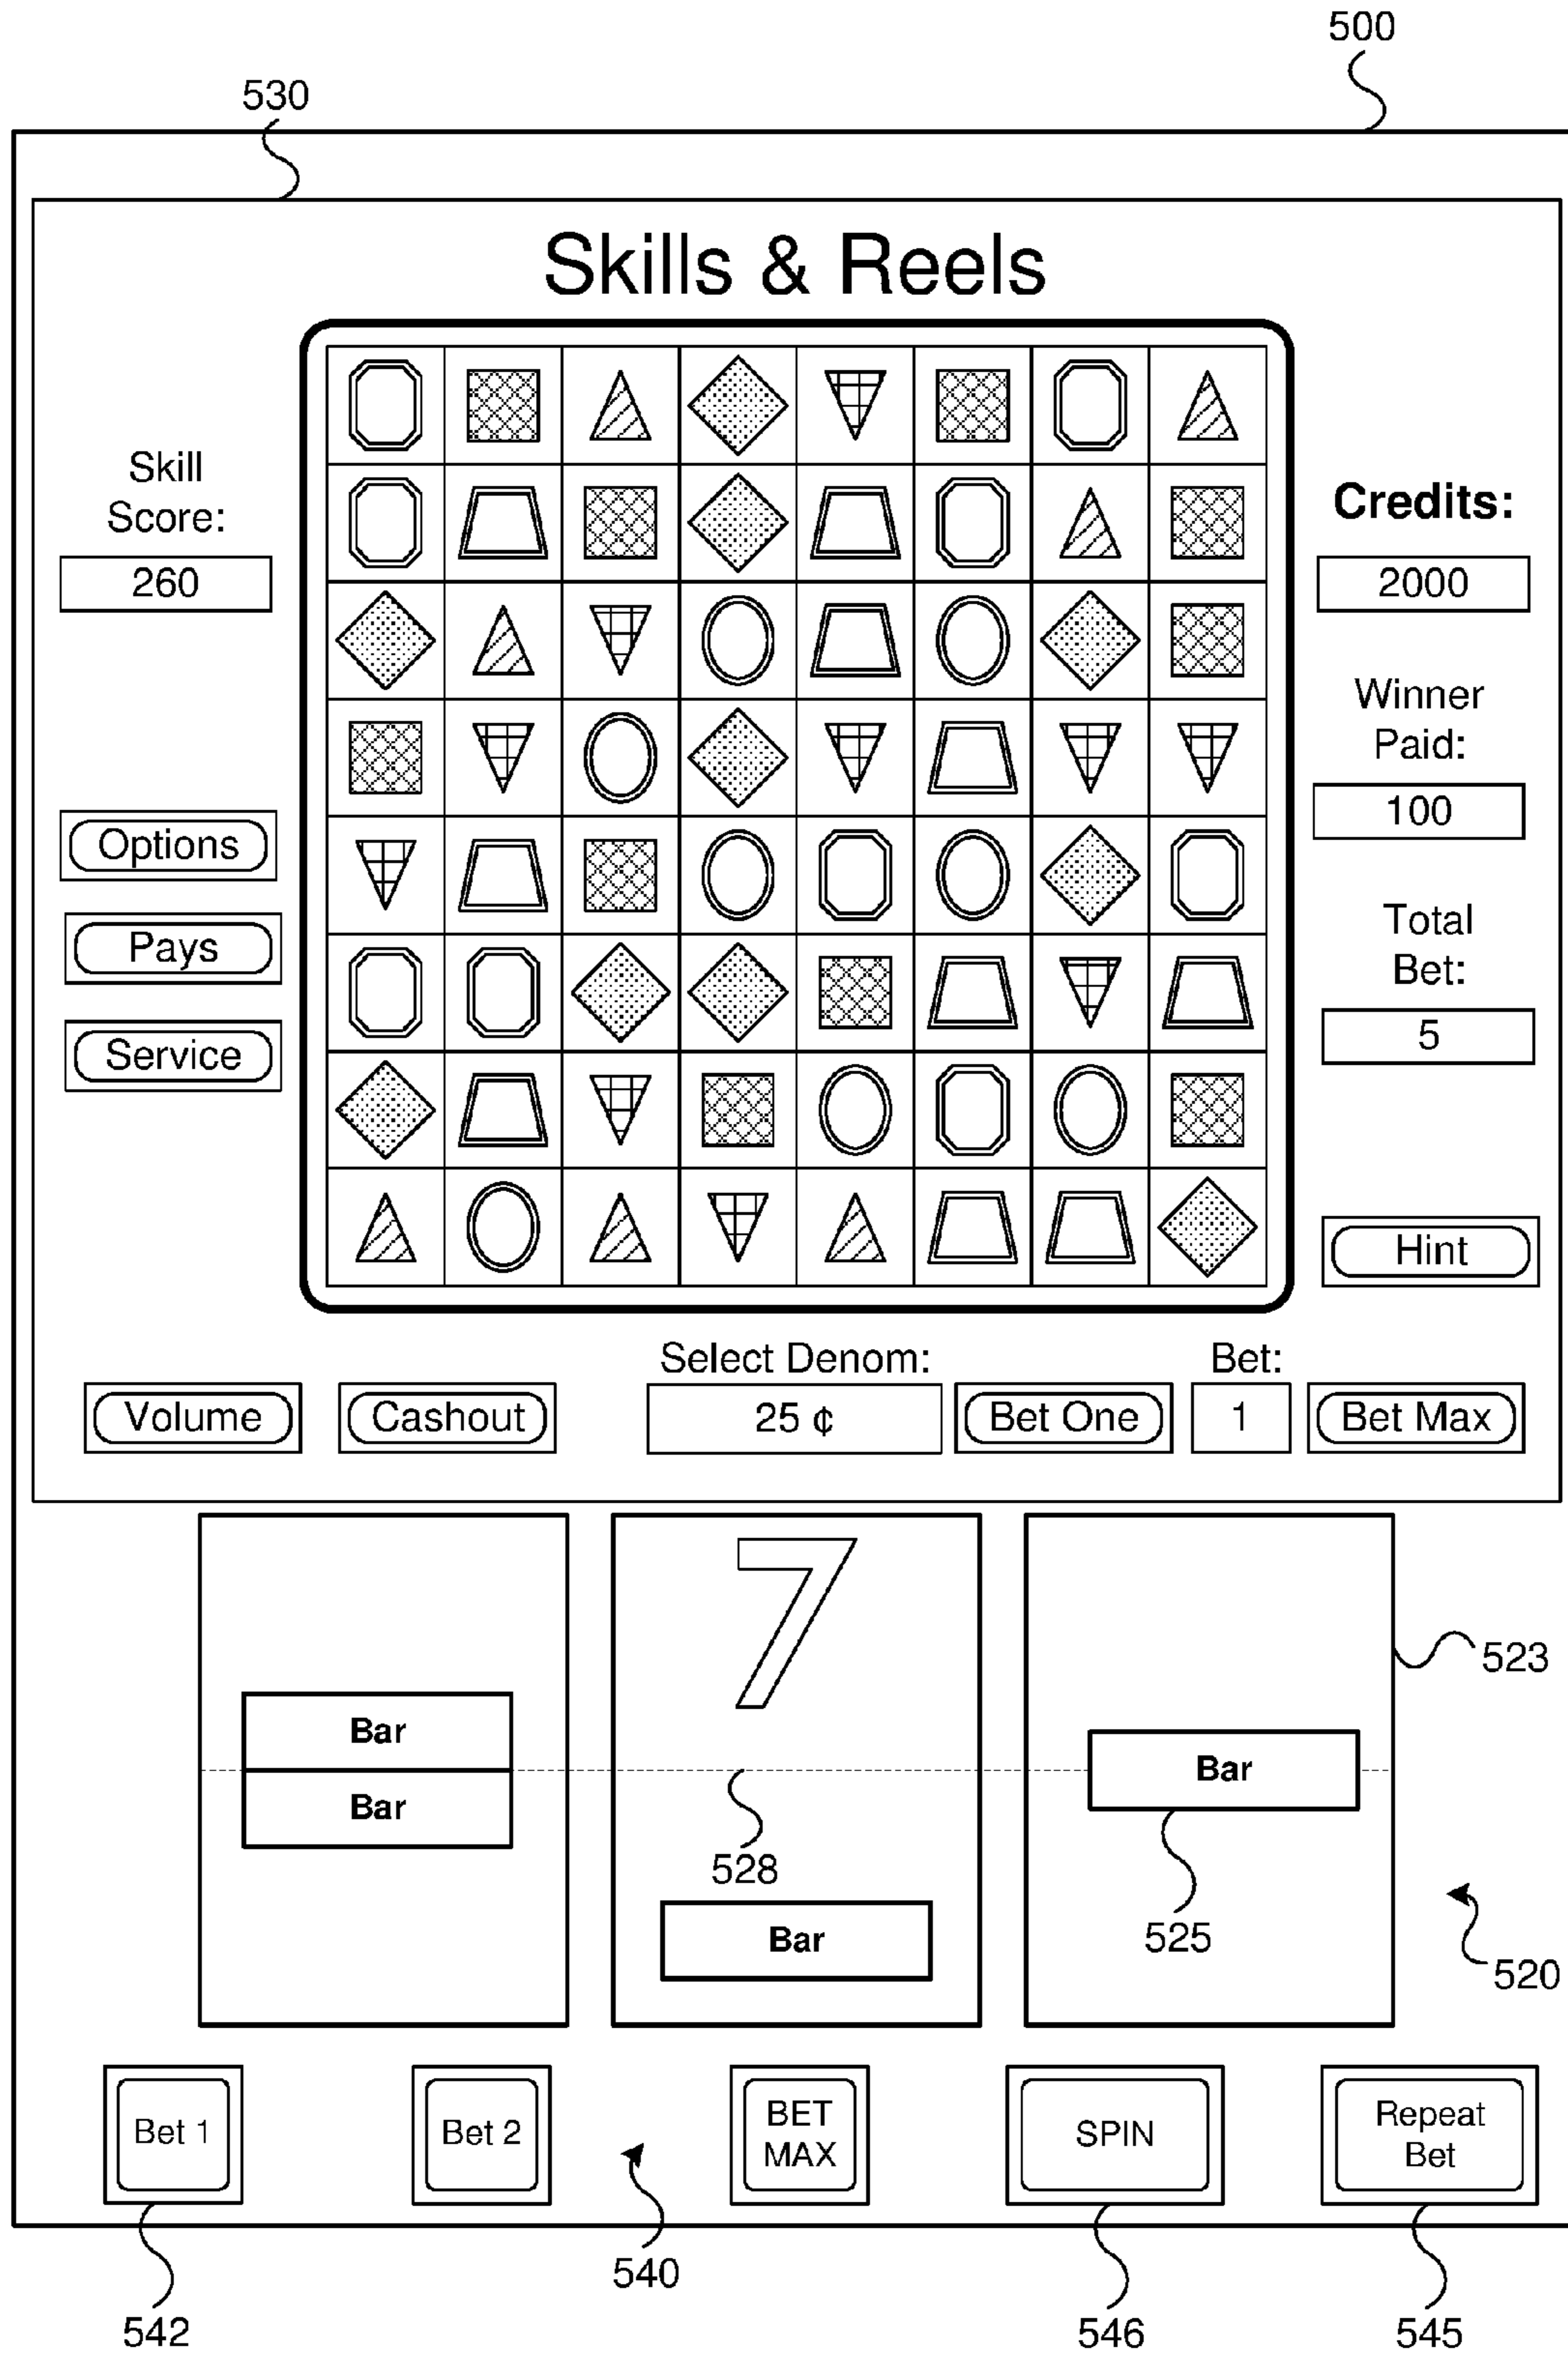 500
530
Skills & Reels
Skill
Score:
260
Credits:
2000
Winner
Paid:
100
Options
Pays
Service
Total
Bet:
5
Hint
Select Denom:
Bet:
Volume
Cashout
25 ¢
Bet One
1
Bet Max
7
523
Bar
Bar
Bar
528
Bar
525
520
Bet 1
Bet 2
BET
MAX
SPIN
Repeat
Bet
540
542
546
545